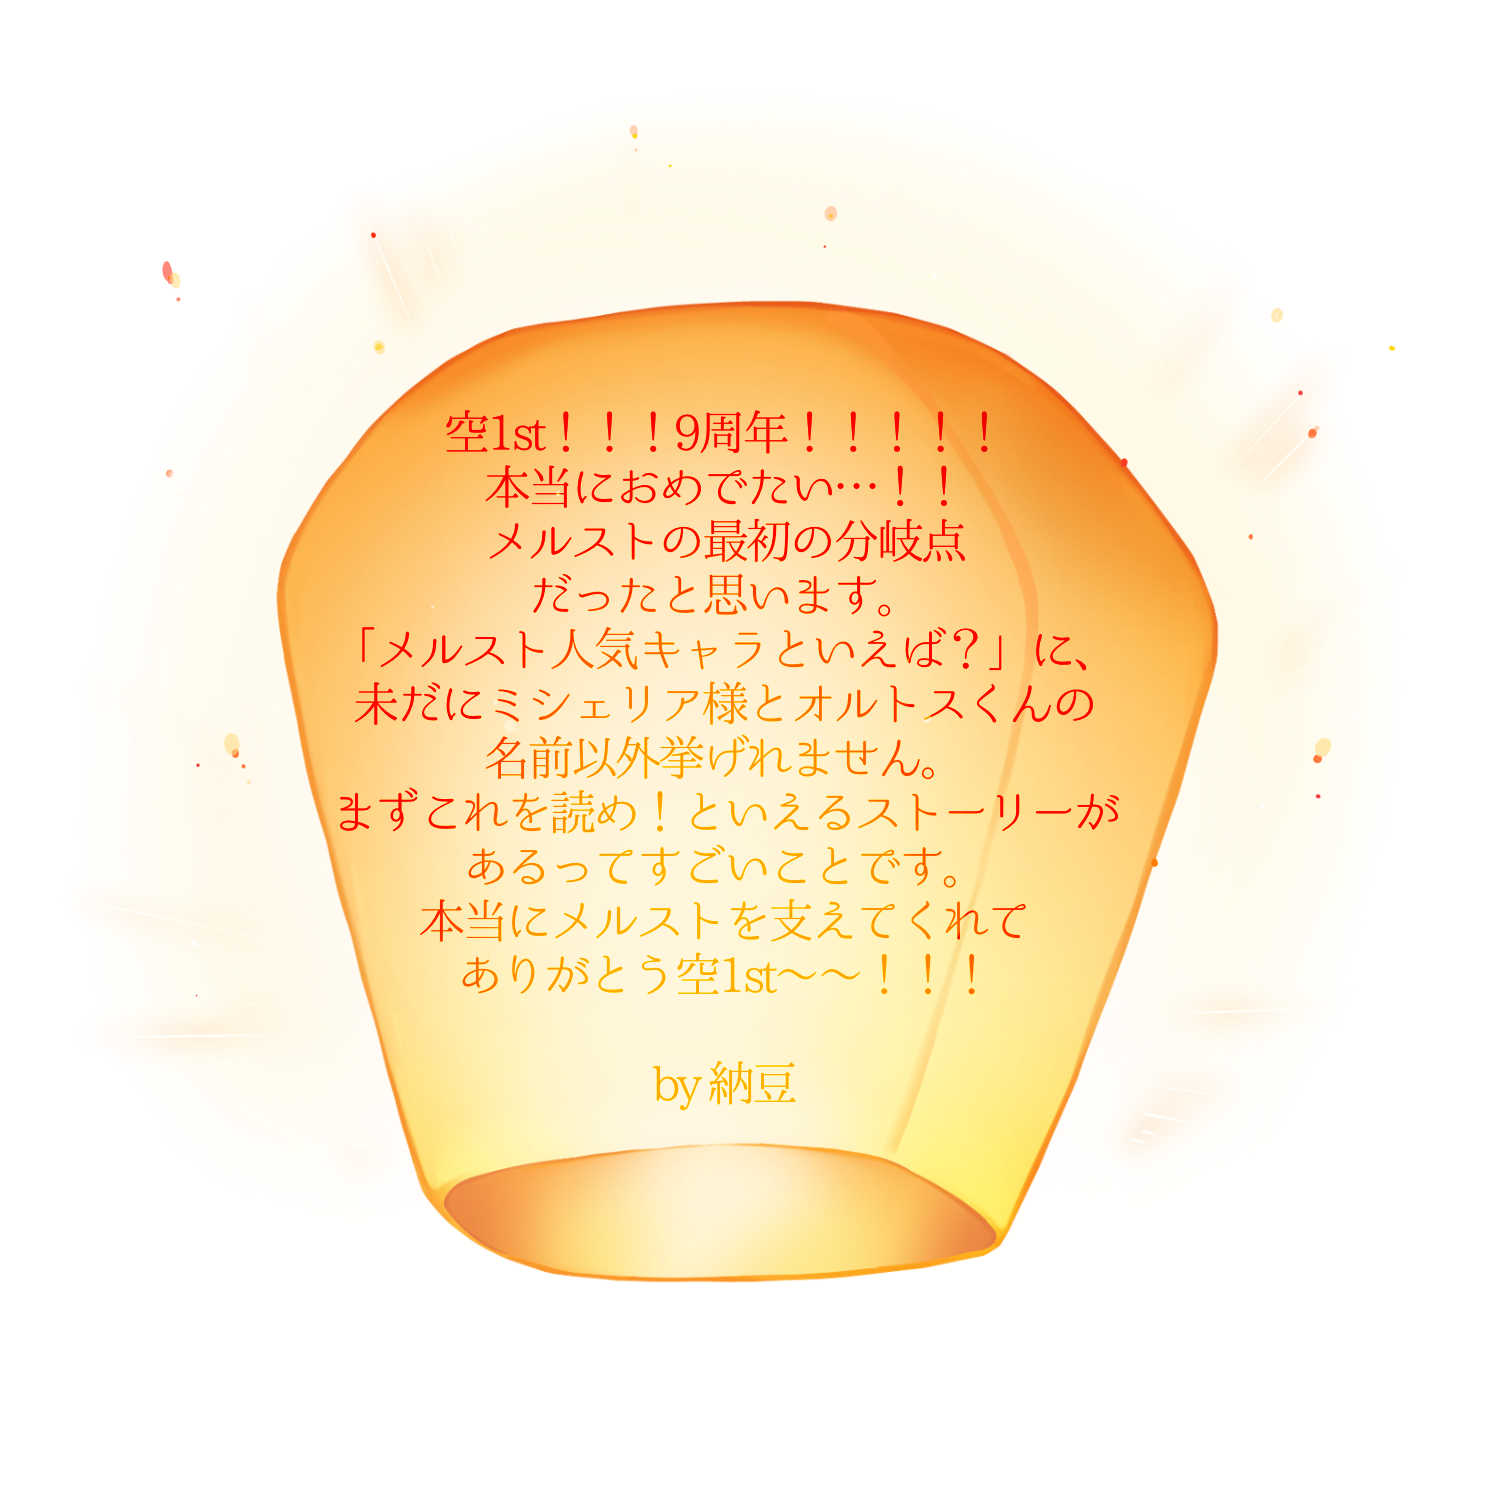 空1st！！！9周年！！！！！
本当におめでたい…！！
メルストの最初の分岐点
だったと思います。
「メルスト人気キャラといえば？」に、
未だにミシェリア様とオルトスくんの
名前以外挙げれません。
まずこれを読め！といえるストーリーが
あるってすごいことです。
本当にメルストを支えてくれて
ありがとう空1st〜〜！！！
by 納豆